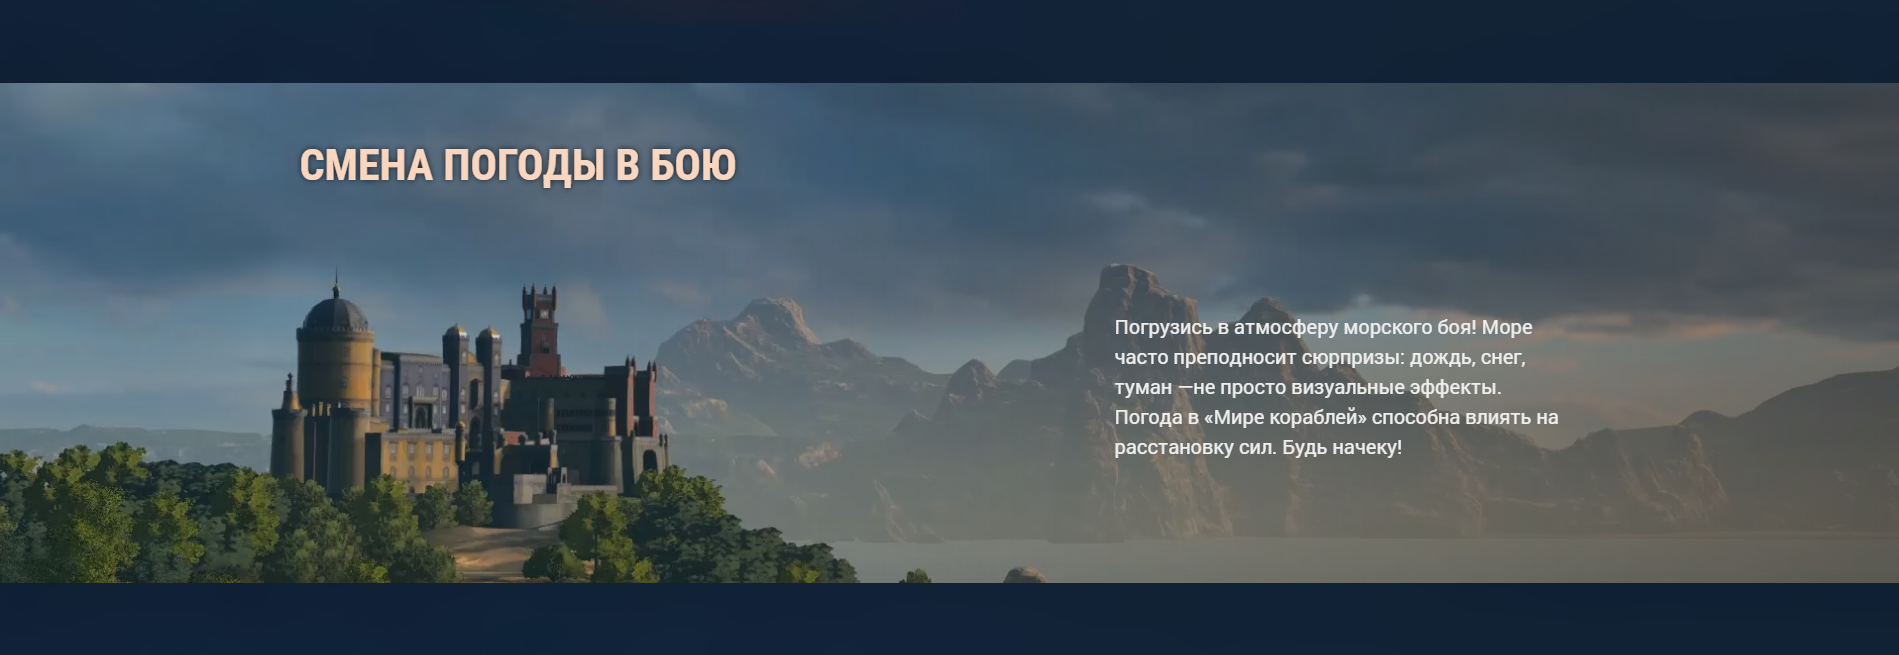 СМЕНА ПОГОДЫ В БОЮ
Погрузись в атмосферу морского боя! Море
часто преподносит сюрпризы: дождь, снег,
туман —не просто визуальные эффекты.
Погода в «Мире кораблей» способна влиять на
расстановку сил. Будь начеку!